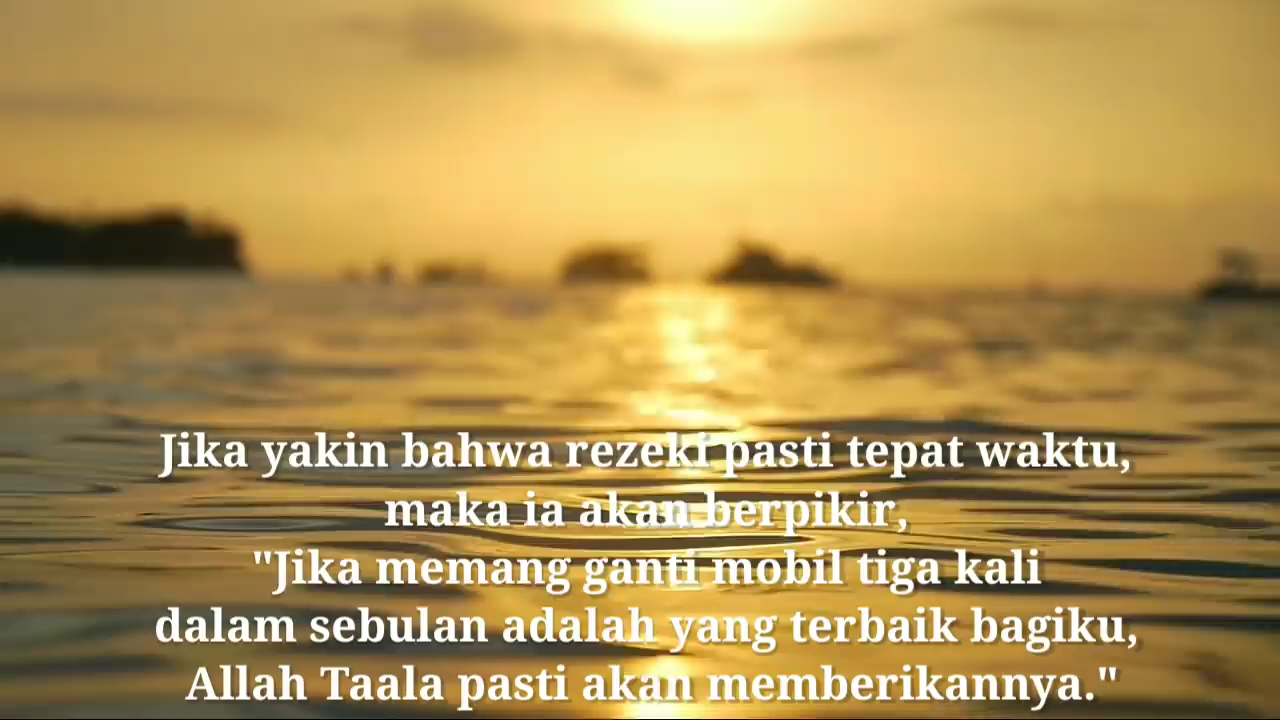 Jika yakin bahwa rezeki pasti tepat waktu,
maka ia akan berpikir,
"Jika memang ganti mobil tiga kali
dalam sebulan adalah yang terbaik bagiku,
Allah Taala pasti akan memberikannya."